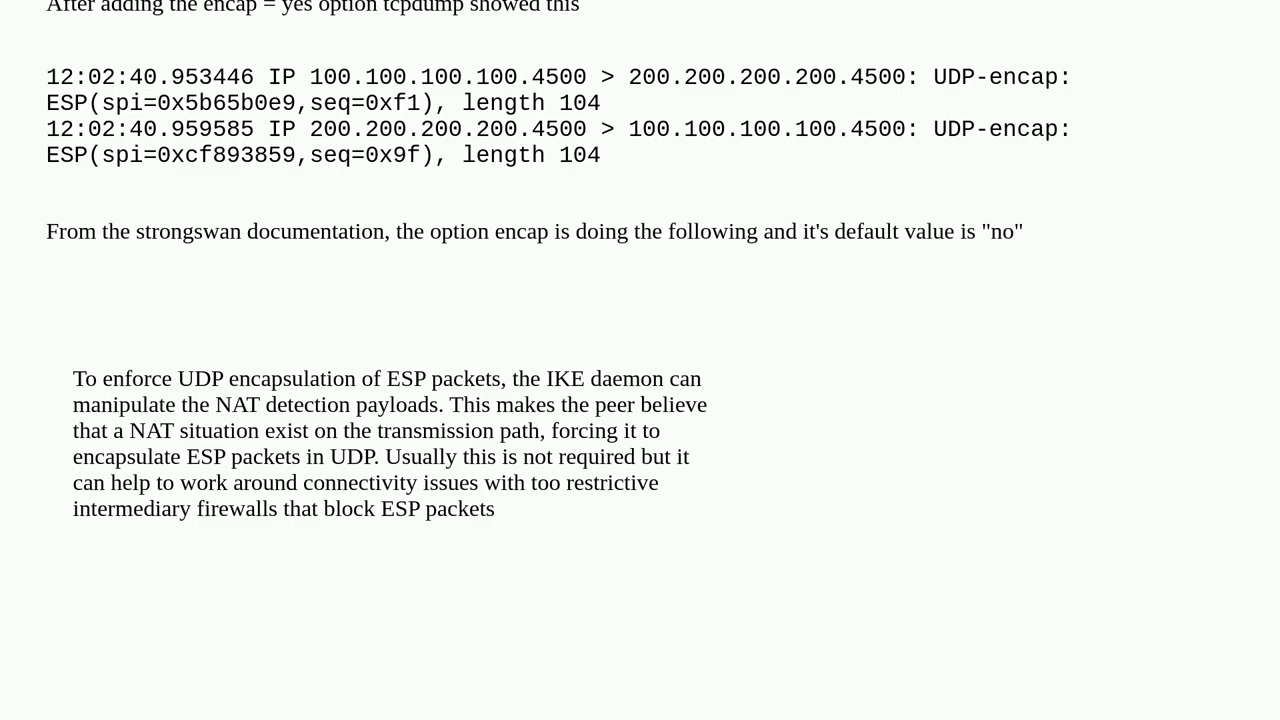 After adding the encap = yes option tcpdump showed this
12:02:40.953446 IP 100.100.100.100.4500 > 200.200.200.200.4500: UDP-encap:
ESP(spi=0x5b65b0e9,seq=0xf1), length 104
12:02:40.959585 IP 200.200.200.200.4500 > 100.100.100.100.4500: UDP-encap:
ESP(spi=0xcf893859,seq=0x9f), length 104
From the strongswan documentation, the option encap is doing the following and it's default value is "no"
To enforce UDP encapsulation of ESP packets, the IKE daemon can
manipulate the NAT detection payloads. This makes the peer believe
that a NAT situation exist on the transmission path, forcing it to
encapsulate ESP packets in UDP. Usually this is not required but it
can help to work around connectivity issues with too restrictive
intermediary firewalls that block ESP packets